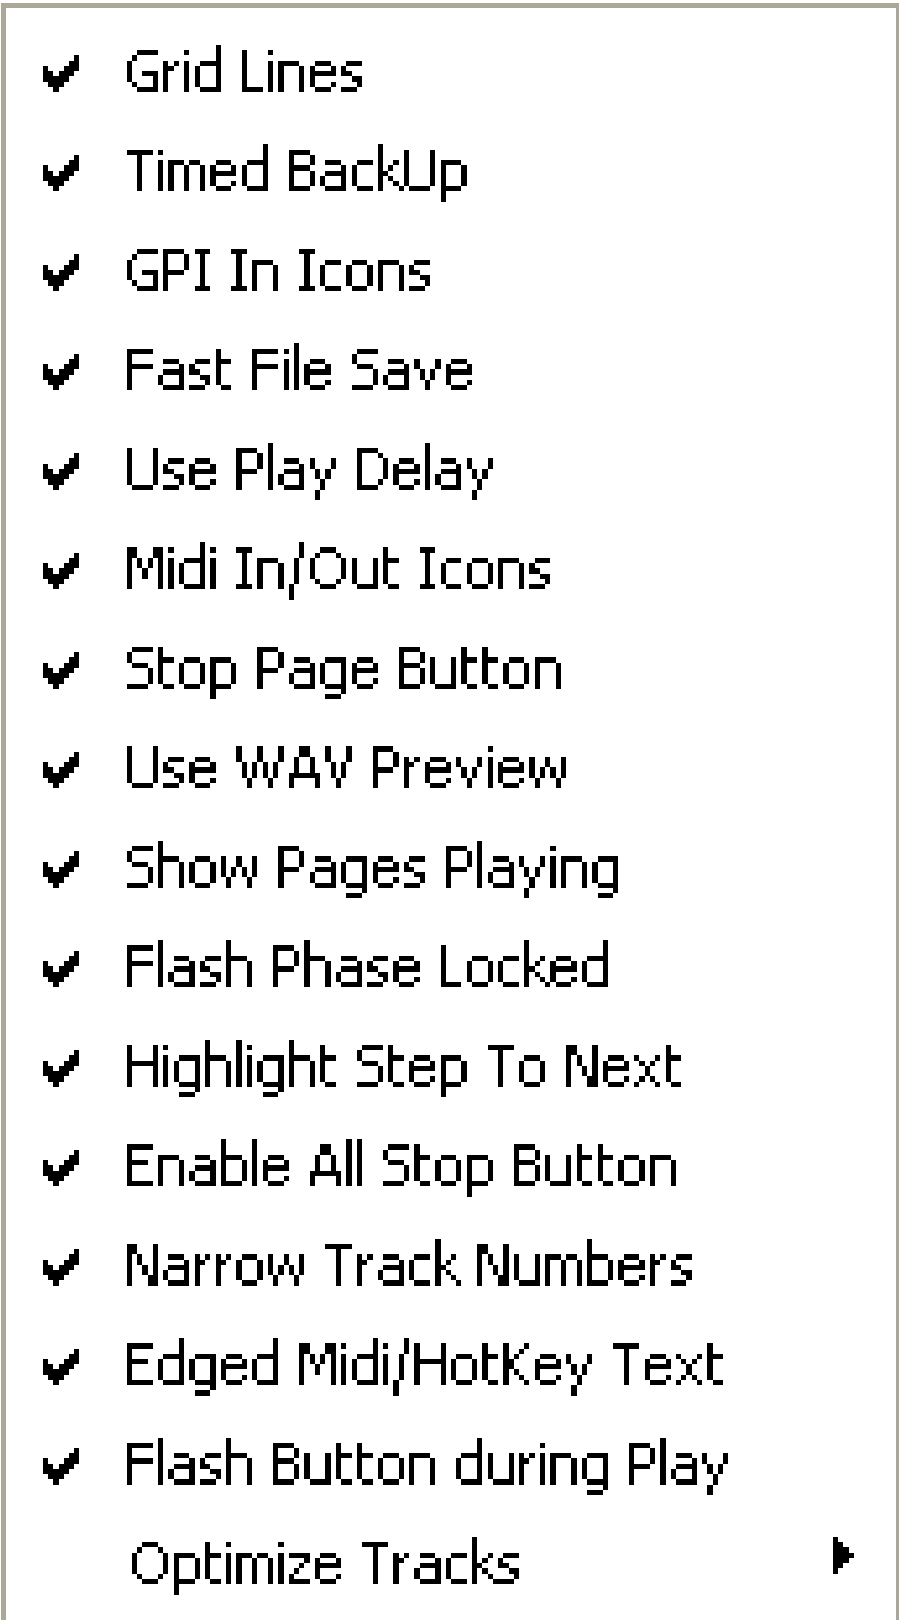 Grid Lines
Timed BackUp
GPI In Icons
Fast File Save
Use Play Delay
Midi In/Out Icons
Stop Page Button
Use WAV Preview
Show Pages Playing
Flash Phase Locked
Highlight Step To Next
Enable All Stop Button
Narrow Track Numbers
Edged Midi/HotKey Text
Flash Button during Play
Optimize Tracks